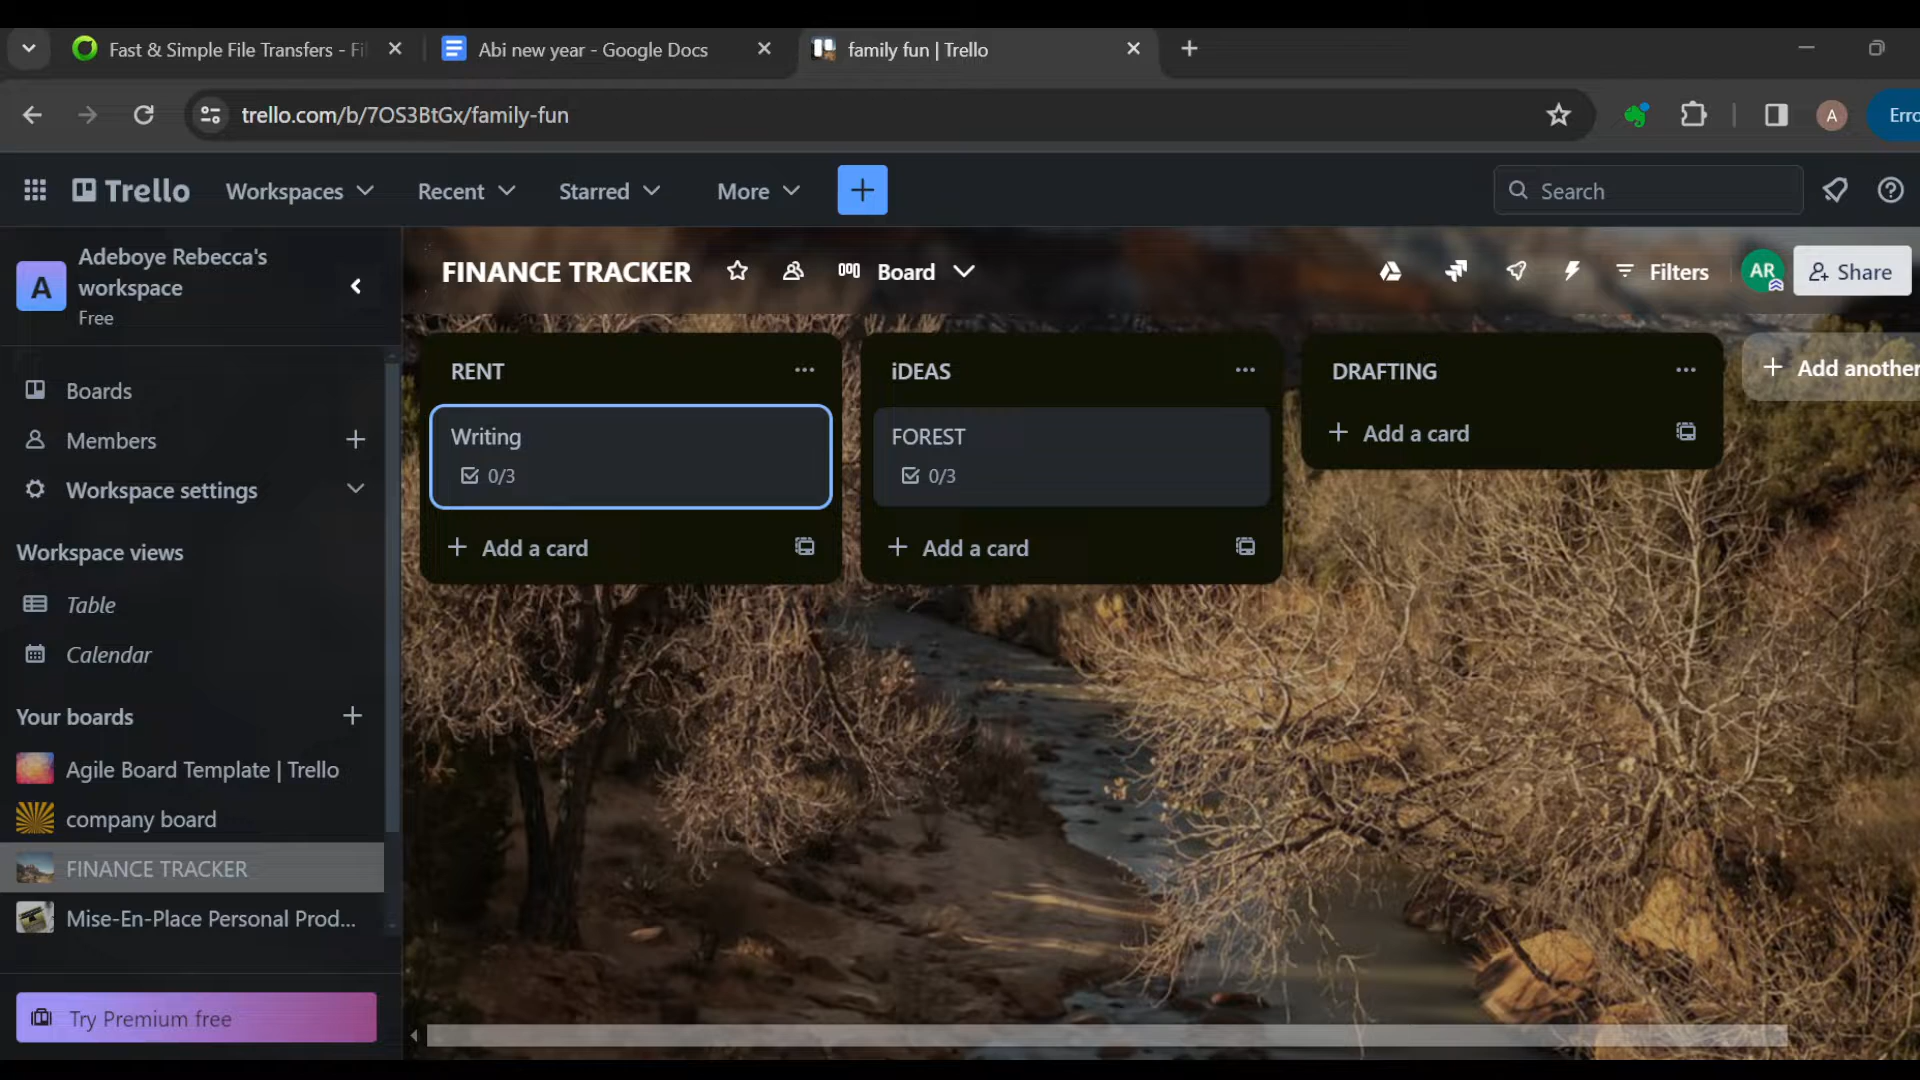 Fast & Simple File Transfers - Fi
Abi new year - Google Docs
family fun | Trello
trello.com/b/7OS3BtGx/family-fun
A
Erro
Trello
Workspaces
Recent
Starred
More
Search
A
Adeboye Rebecca's
workspace
Free
FINANCE TRACKER
Board
Filters
AR
Share
Boards
Members
Workspace settings
Workspace views
Table
Calendar
Your boards
Agile Board Template | Trello
company board
FINANCE TRACKER
Mise-En-Place Personal Prod...
Try Premium free
RENT
Writing
0/3
Add a card
iDEAS
FOREST
0/3
Add a card
DRAFTING
Add a card
Add another